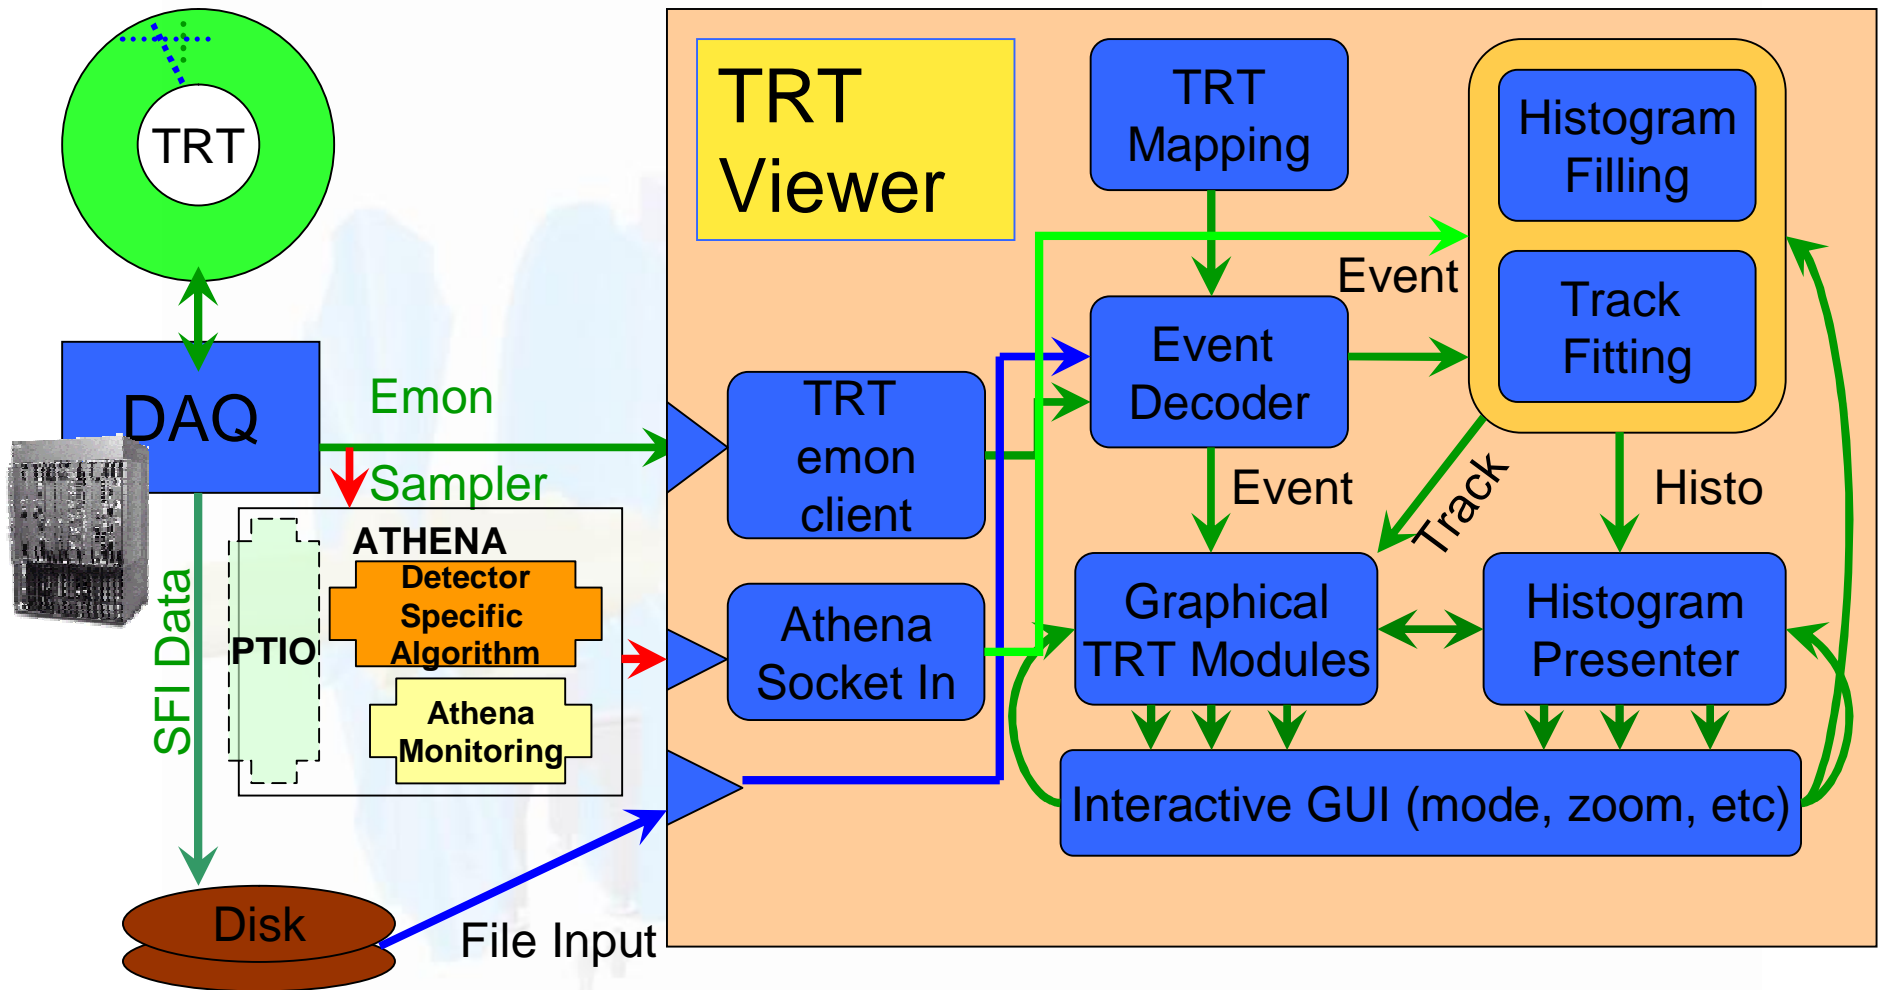 TRT
DAQ
Emon
Sampler
SFI Data
ATHENA
PTIO
Detector
Specific
Algorithm
Athena
Monitoring
Disk
File Input
TRT
Viewer
TRT
Mapping
Histogram
Filling
Track
Fitting
Event
Event
Decoder
TRT
emon
client
Event
Track
Histo
Athena
Socket In
Graphical
TRT Modules
Histogram
Presenter
Interactive GUI (mode, zoom, etc)